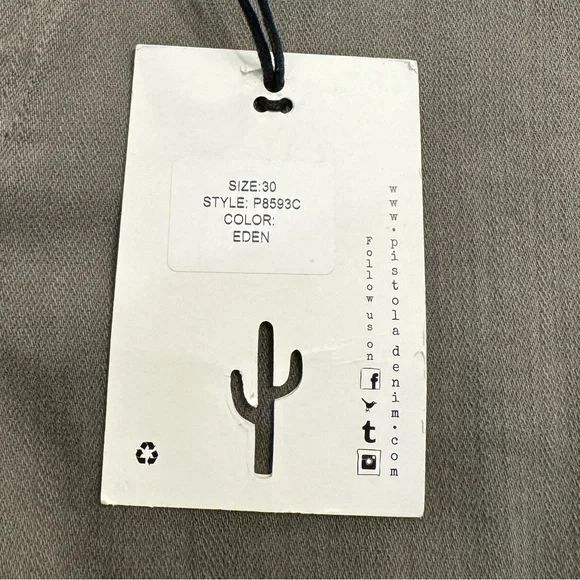 SIZE:30
STYLE: P8593C
COLOR:
EDEN
Follow us on
www.pistoladenim.com
f
t